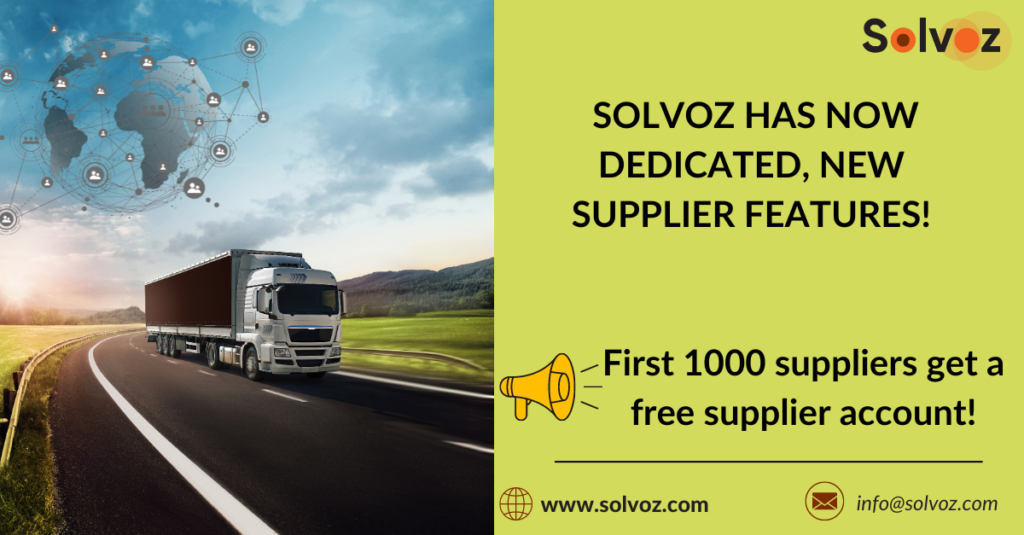 Solvoz
SOLVOZ HAS NOW
DEDICATED, NEW
SUPPLIER FEATURES!
First 1000 suppliers get a
free supplier account!
www.solvoz.com
info@solvoz.com